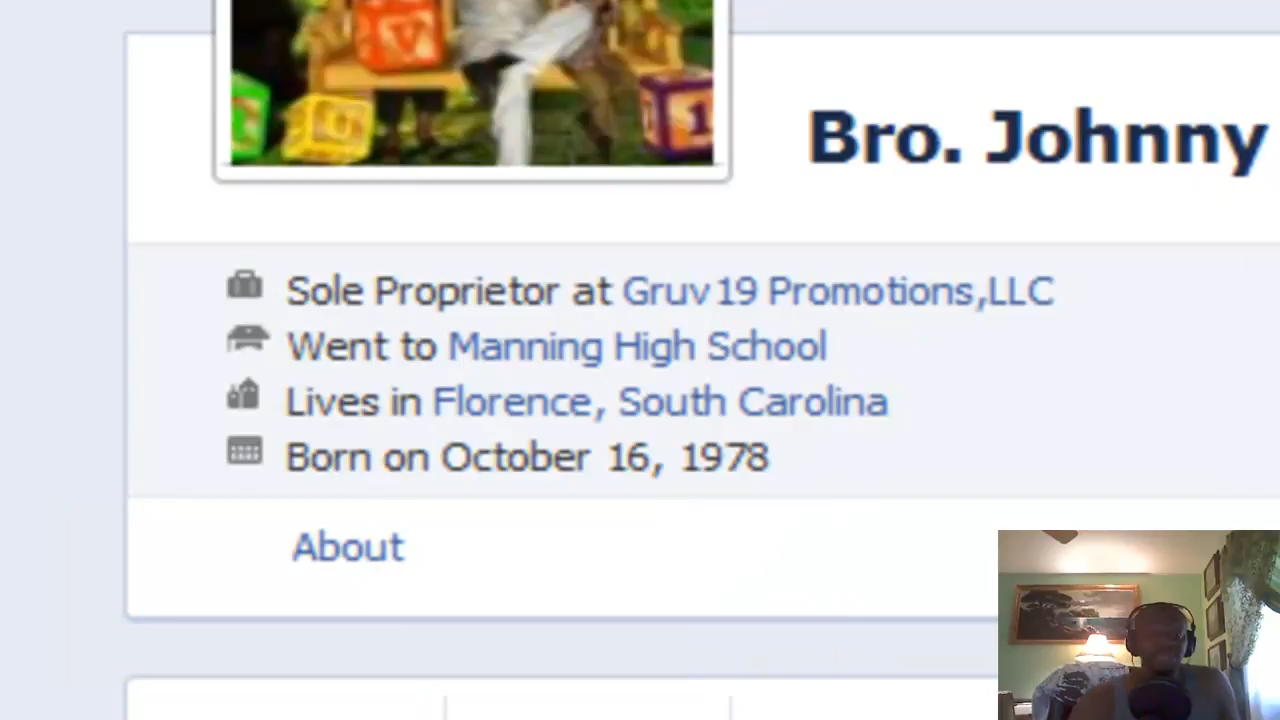 Bro. Johnny
Sole Proprietor at Gruv19 Promotions,LLC
Went to Manning High School
Lives in Florence, South Carolina
Born on October 16, 1978
About